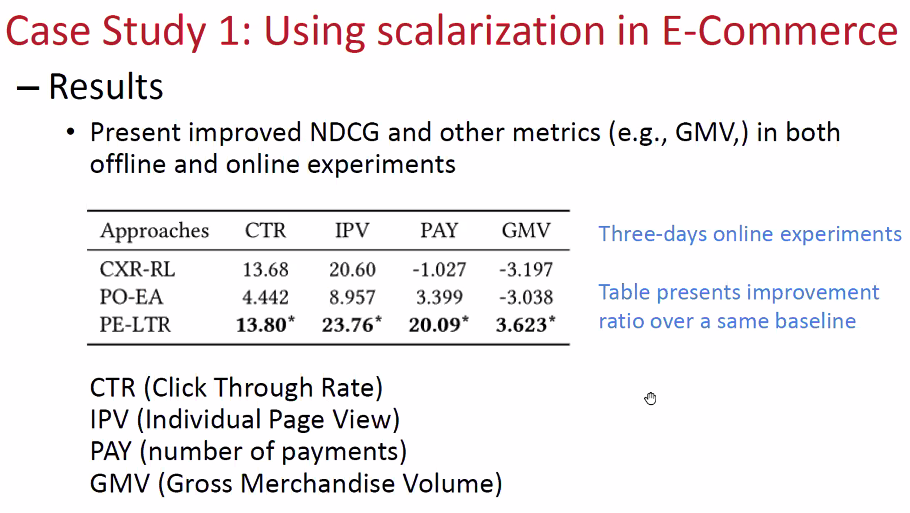 Case Study 1: Using scalarization in E-Commerce
– Results
• Present improved NDCG and other metrics (e.g., GMV,) in both
offline and online experiments
Approaches CTR IPV PAY GMV
CXR-RL 13.68 20.60 -1.027 -3.197
PO-EA 4.442 8.957 3.399 -3.038
PE-LTR 13.80* 23.76* 20.09* 3.623*
Three-days online experiments
Table presents improvement
ratio over a same baseline
CTR (Click Through Rate)
IPV (Individual Page View)
PAY (number of payments)
GMV (Gross Merchandise Volume)